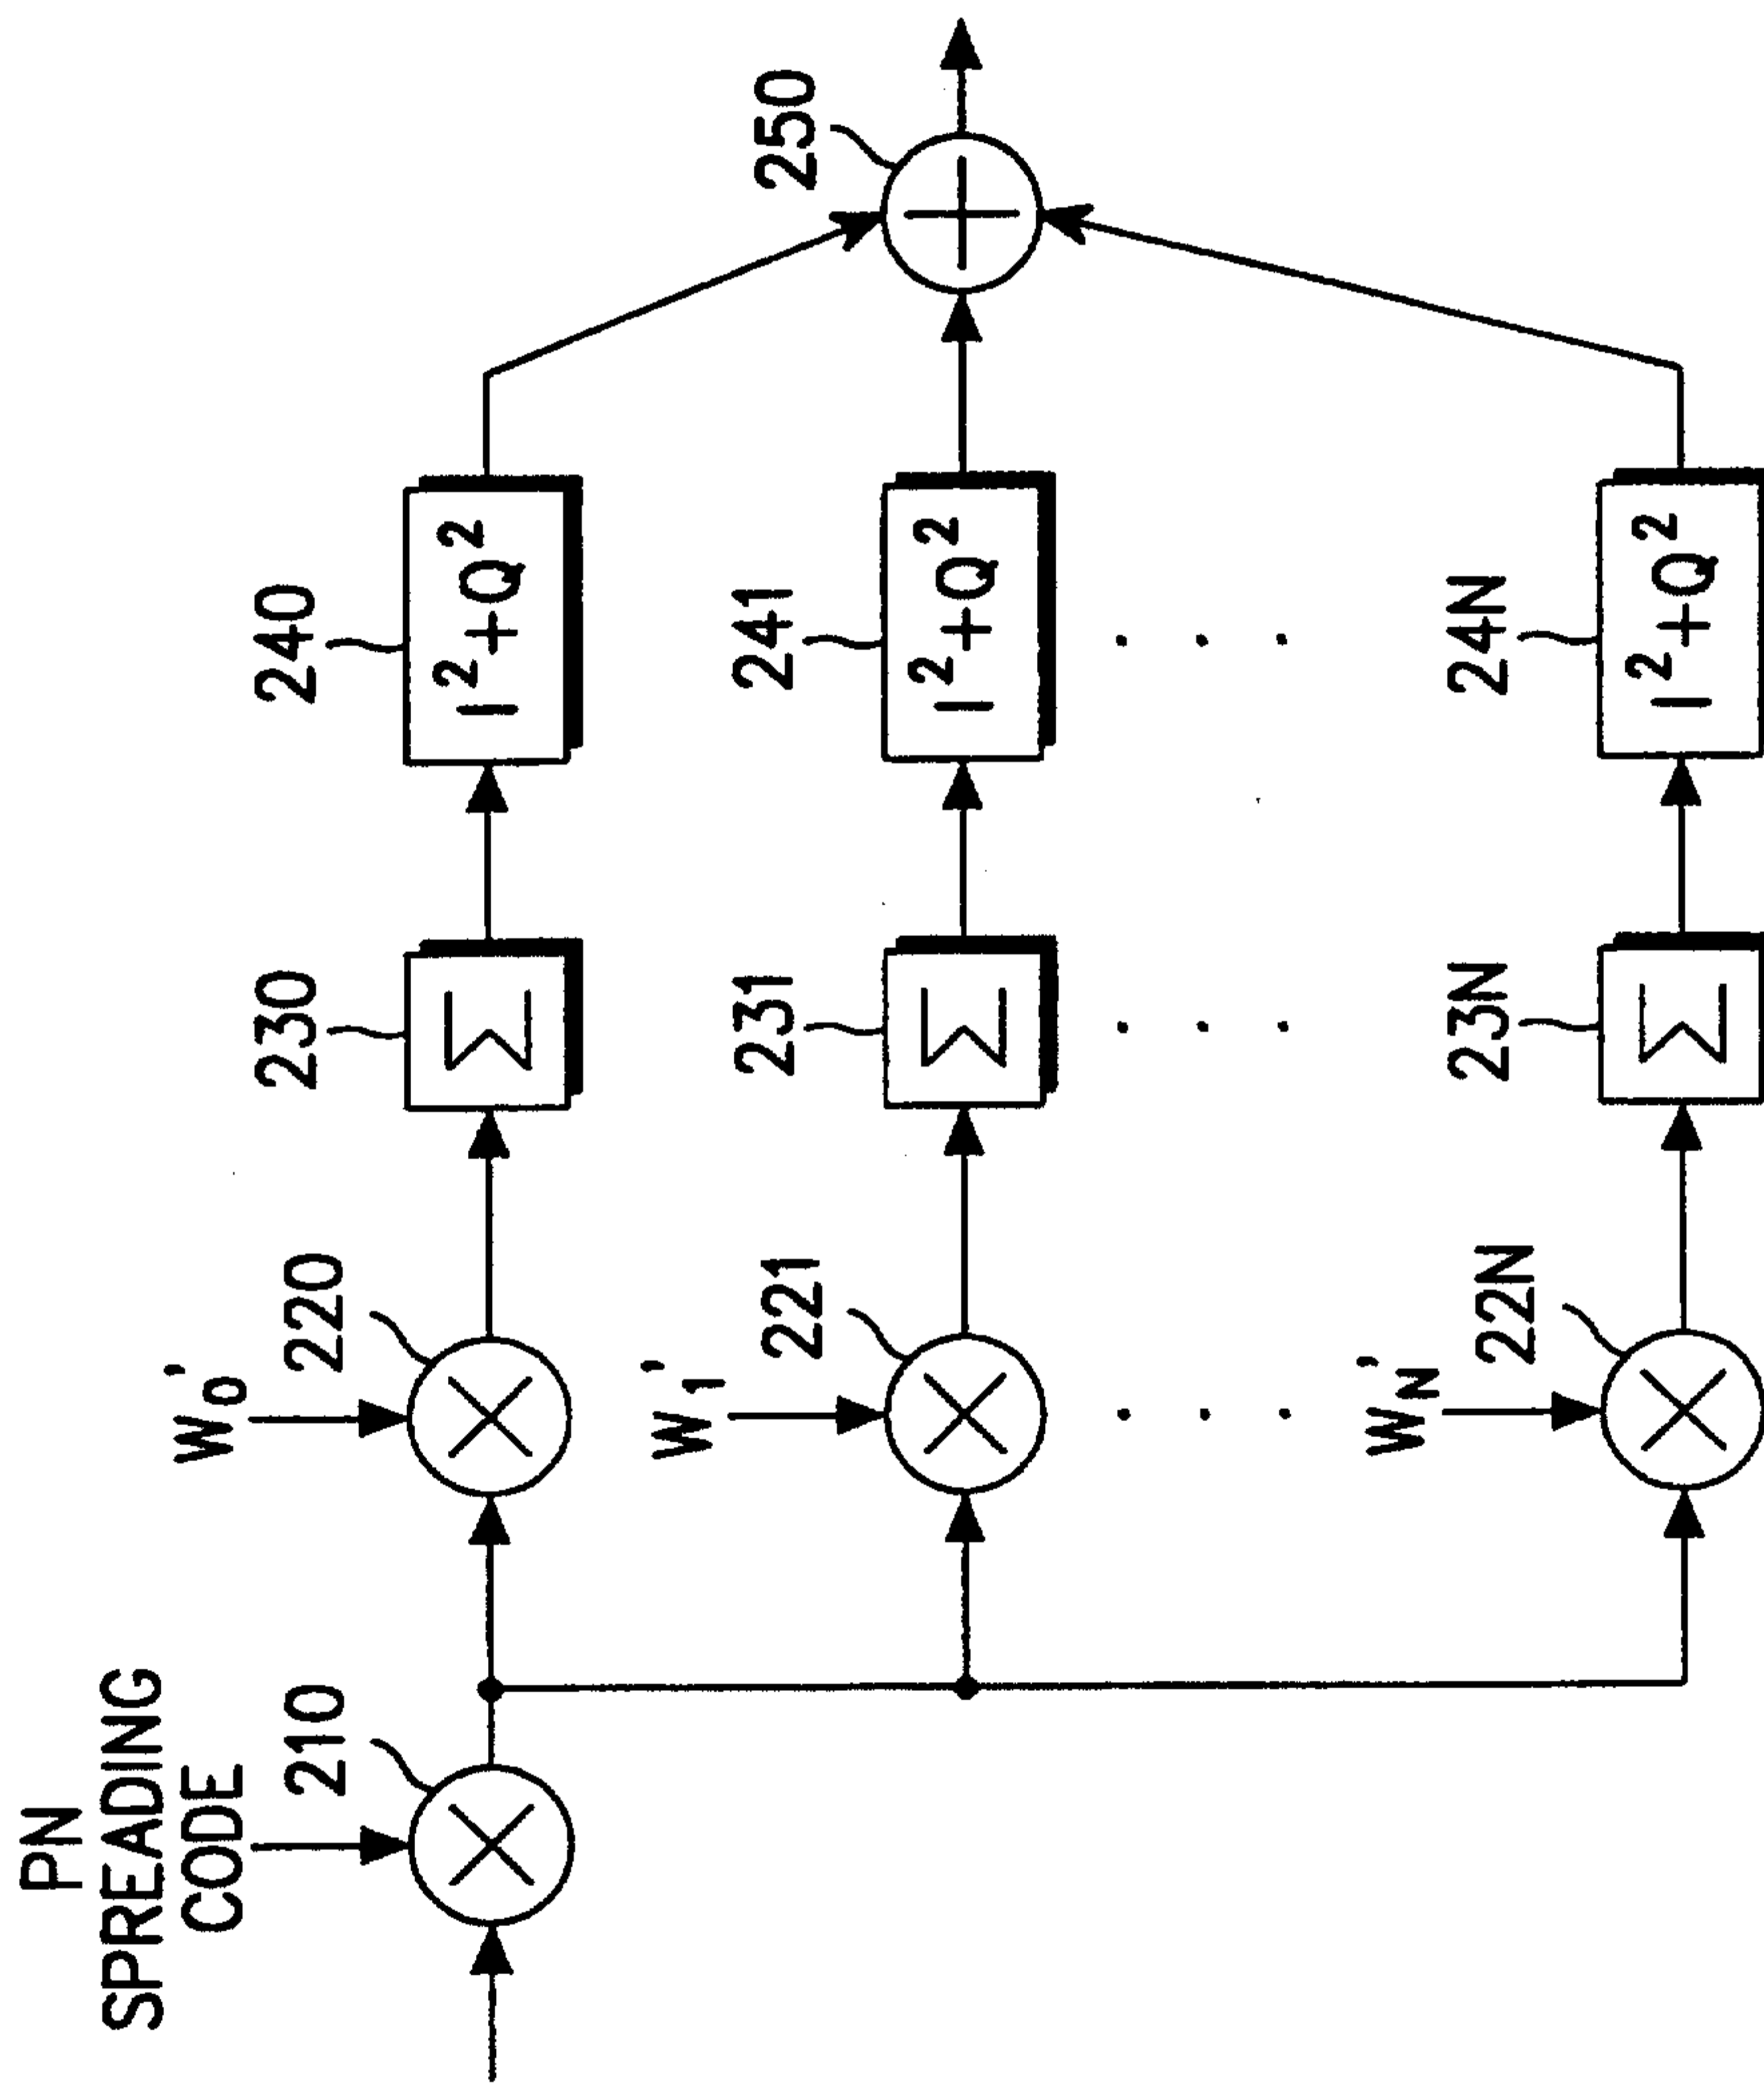 PN
SPREADING
CODE
210
W₀'
220
230
Σ
240
I²+Q²
250
W₁'
221
231
Σ
241
I²+Q²
W_N'
22N
23N
Σ
24N
I²+Q²